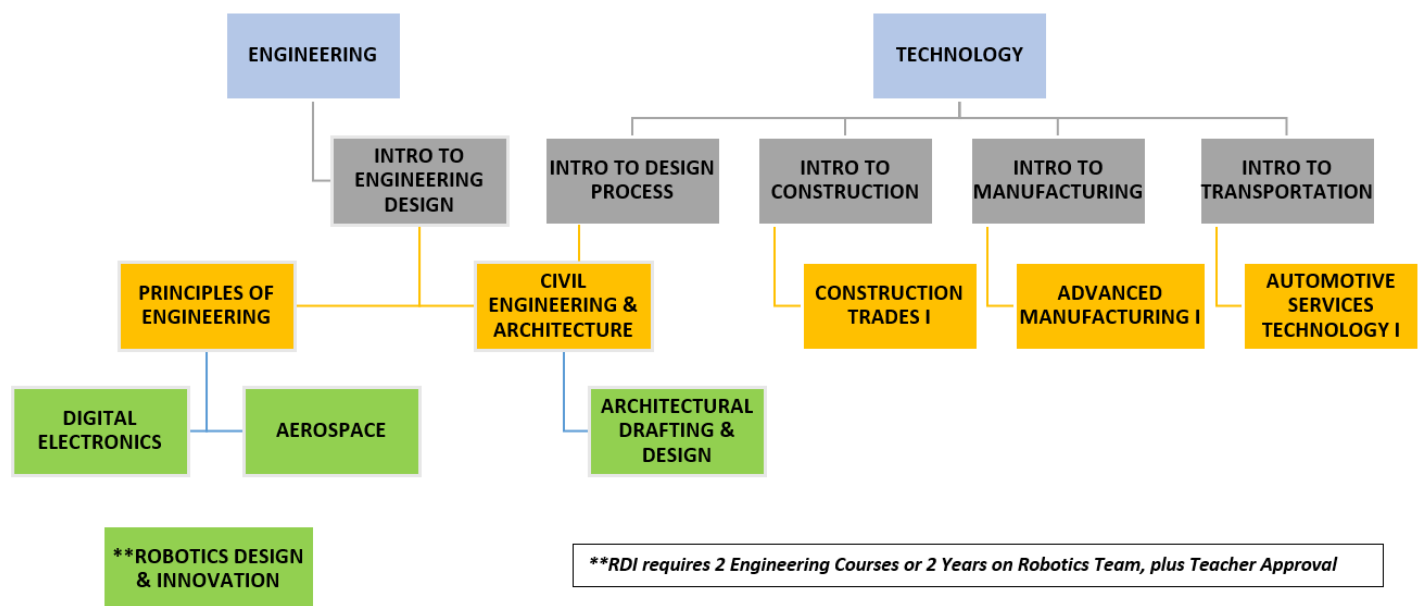 ENGINEERING
TECHNOLOGY
INTRO TO
ENGINEERING
DESIGN
INTRO TO DESIGN
PROCESS
INTRO TO
CONSTRUCTION
INTRO TO
MANUFACTURING
INTRO TO
TRANSPORTATION
PRINCIPLES OF
ENGINEERING
CIVIL
ENGINEERING &
ARCHITECTURE
CONSTRUCTION
TRADES I
ADVANCED
MANUFACTURING I
AUTOMOTIVE
SERVICES
TECHNOLOGY I
DIGITAL
ELECTRONICS
AEROSPACE
ARCHITECTURAL
DRAFTING &
DESIGN
**ROBOTICS DESIGN
& INNOVATION
**RDI requires 2 Engineering Courses or 2 Years on Robotics Team, plus Teacher Approval